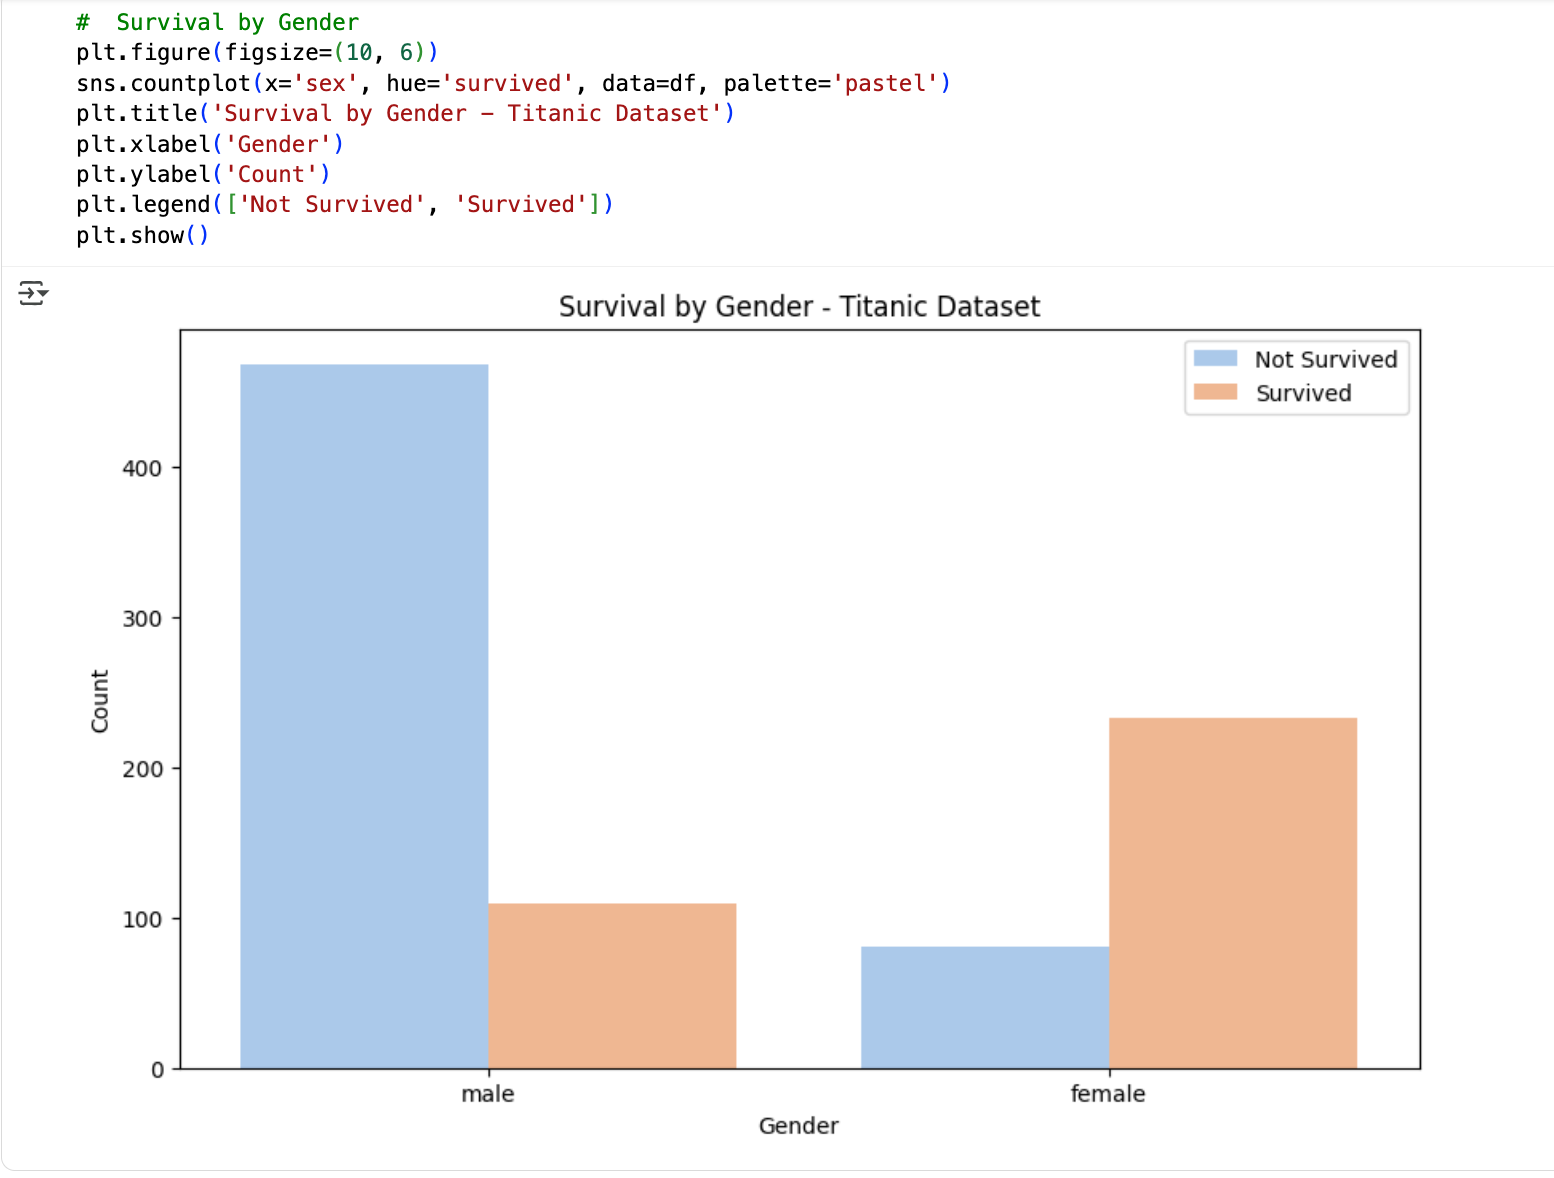 #  Survival by Gender
plt.figure(figsize=(10, 6))
sns.countplot(x='sex', hue='survived', data=df, palette='pastel')
plt.title('Survival by Gender - Titanic Dataset')
plt.xlabel('Gender')
plt.ylabel('Count')
plt.legend(['Not Survived', 'Survived'])
plt.show()
Survival by Gender - Titanic Dataset
Not Survived
Survived
400
300
200
100
0
Count
male
female
Gender